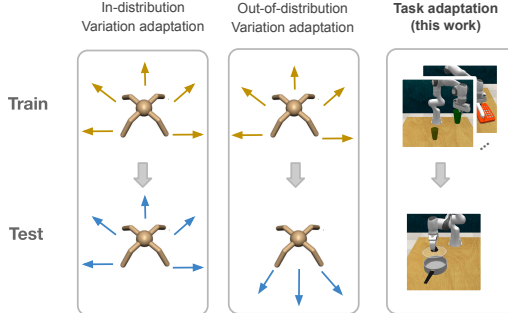 In-distribution
Variation adaptation
Out-of-distribution
Variation adaptation
Task adaptation
(this work)
Train
Test